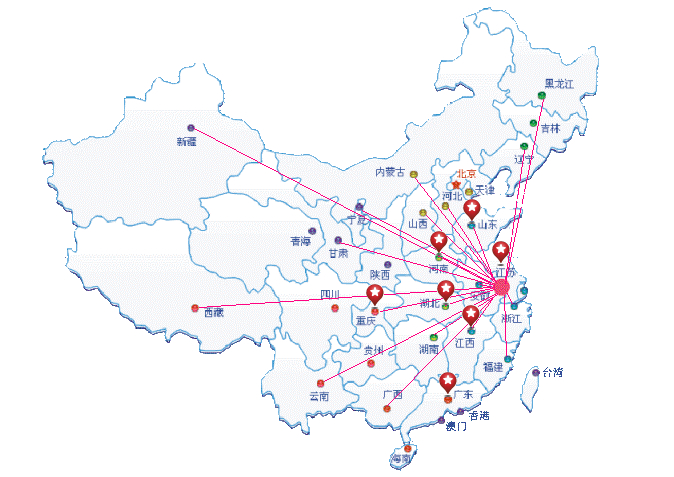 黑龙江
吉林
辽宁
新疆
内蒙古
北京
天津
河北
宁夏
山西
山东
青海
甘肃
河南
陕西
江苏
安徽
四川
西藏
重庆
湖北
浙江
江西
湖南
贵州
福建
台湾
云南
广西
广东
香港
澳门
海南